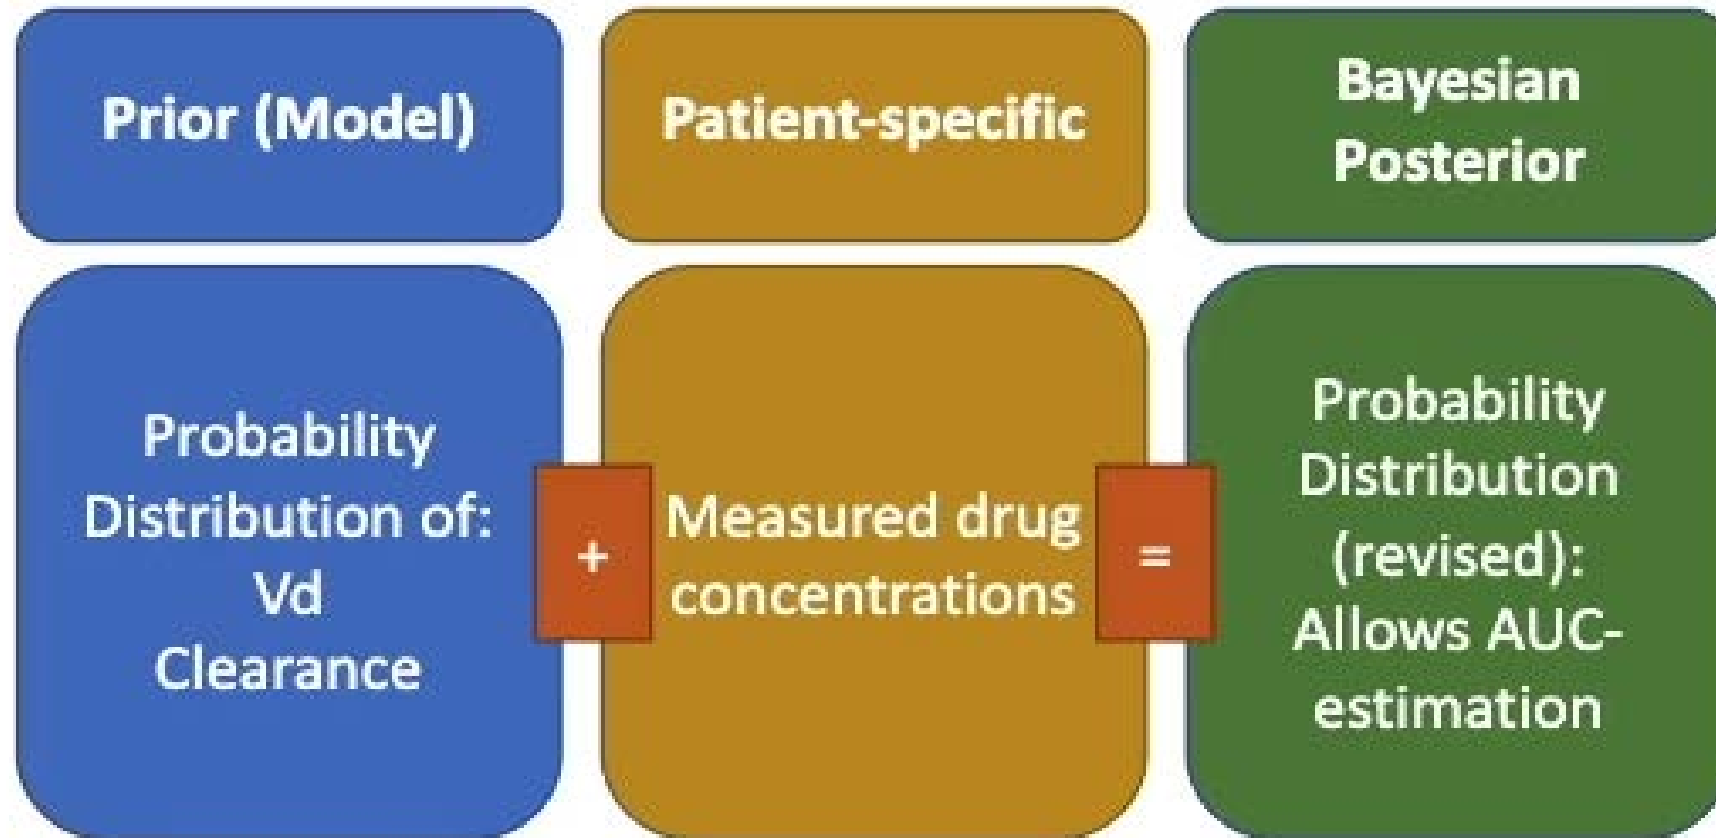 Prior (Model)
Patient-specific
Bayesian
Posterior
Probability
Distribution of:
Vd
Clearance
+
Measured drug
concentrations
=
Probability
Distribution
(revised):
Allows AUC-
estimation